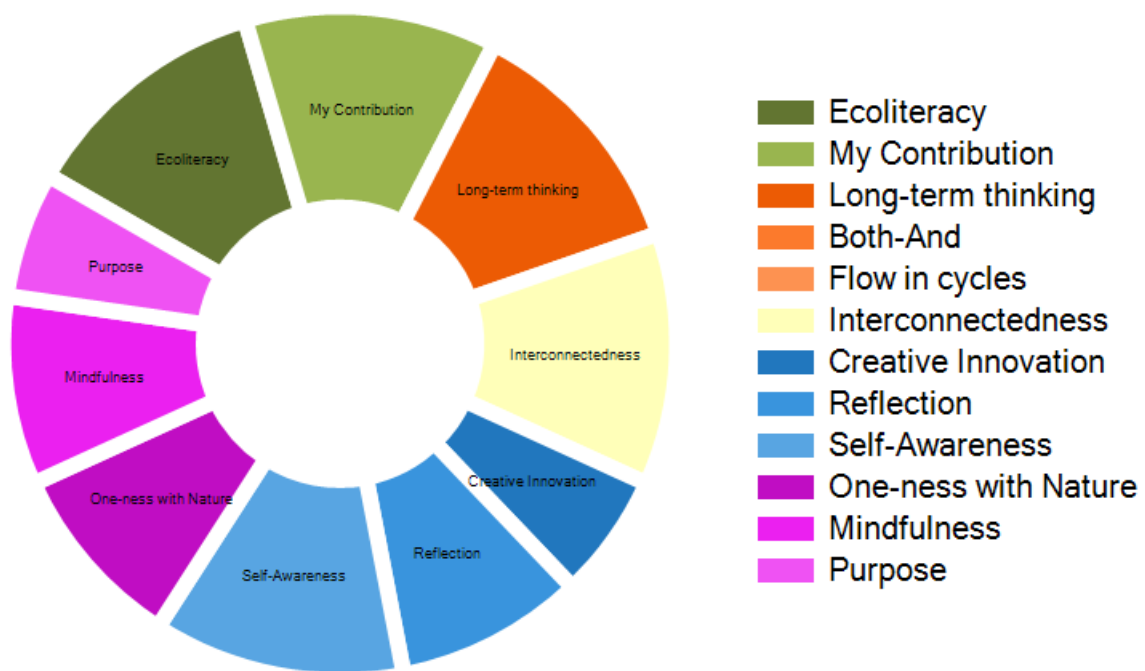 My Contribution
Ecoliteracy
Long-term thinking
Purpose
Interconnectedness
Mindfulness
Creative Innovation
One-ness with Nature
Reflection
Self-Awareness
Ecoliteracy
My Contribution
Long-term thinking
Both-And
Flow in cycles
Interconnectedness
Creative Innovation
Reflection
Self-Awareness
One-ness with Nature
Mindfulness
Purpose